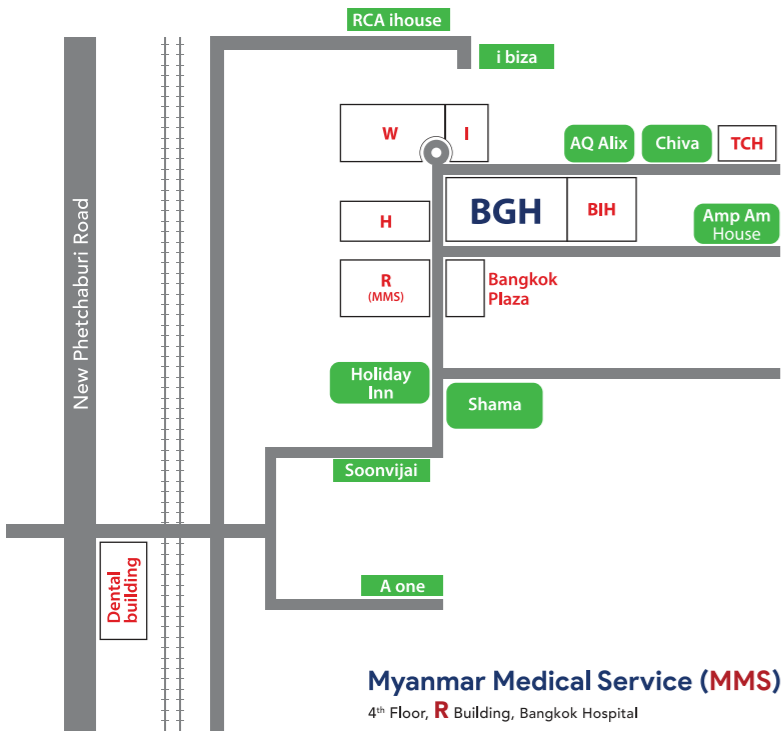 RCA ihouse
i biza
W
I
AQ Alix
Chiva
TCH
BGH
BIH
H
Amp Am
House
R
(MMS)
Bangkok
Plaza
New Phetchaburi Road
Holiday
Inn
Shama
Soonvijai
Dental
building
A one
Myanmar Medical Service (MMS)
4th Floor, R Building, Bangkok Hospital